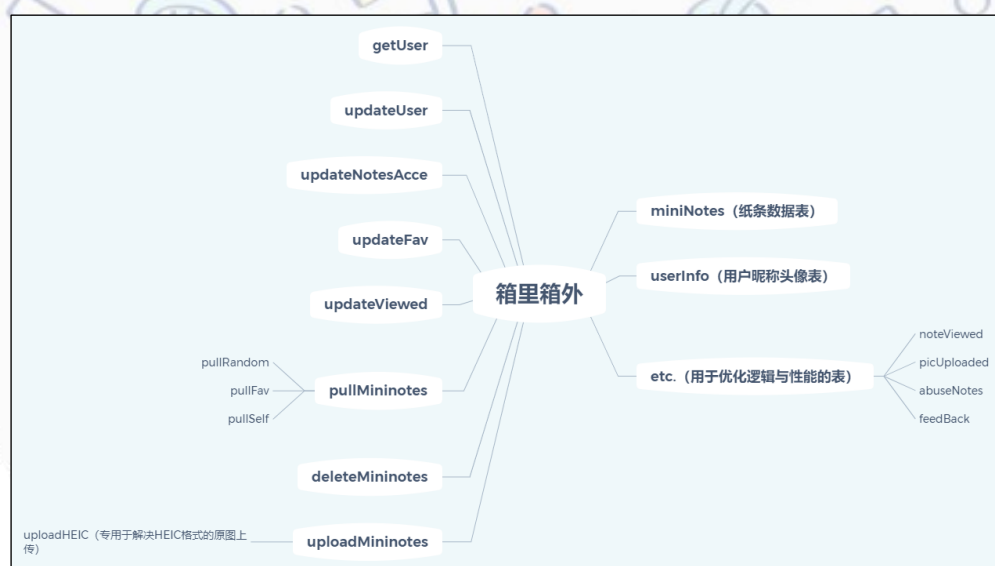 getUser
updateUser
updateNotesAcce
updateFav
updateViewed
pullRandom
pullFav
pullSelf
pullMininotes
deleteMininotes
uploadHEIC（专用于解决HEIC格式的原图上
传）
uploadMininotes
箱里箱外
miniNotes（纸条数据表）
userInfo（用户昵称头像表）
etc.（用于优化逻辑与性能的表）
noteViewed
picUploaded
abuseNotes
feedBack